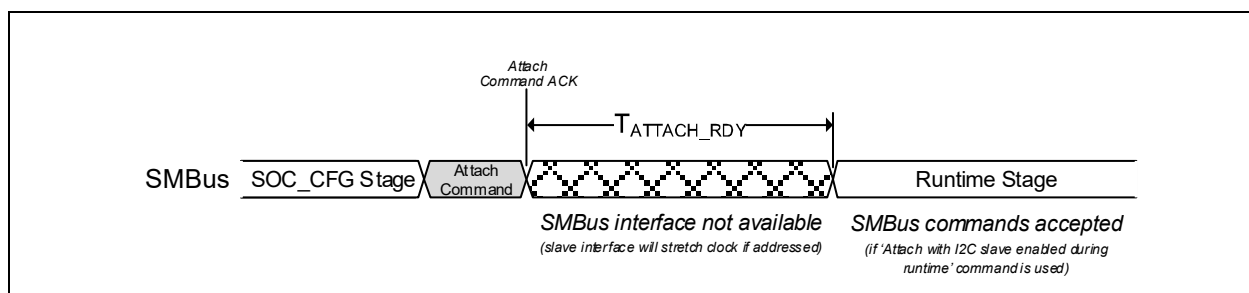 Attach
Command ACK
TATTACH_RDY
SMBus
SOC_CFG Stage
Attach
Command
Runtime Stage
SMBus interface not available
(slave interface will stretch clock if addressed)
SMBus commands accepted
(if ‘Attach with I2C slave enabled during
runtime’ command is used)